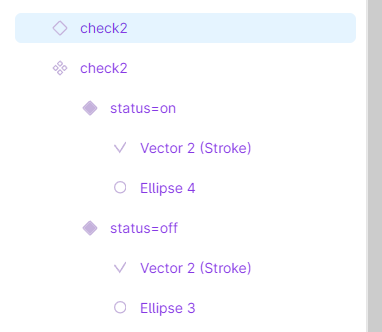 check2
check2
status=on
Vector 2 (Stroke)
Ellipse 4
status=off
Vector 2 (Stroke)
Ellipse 3